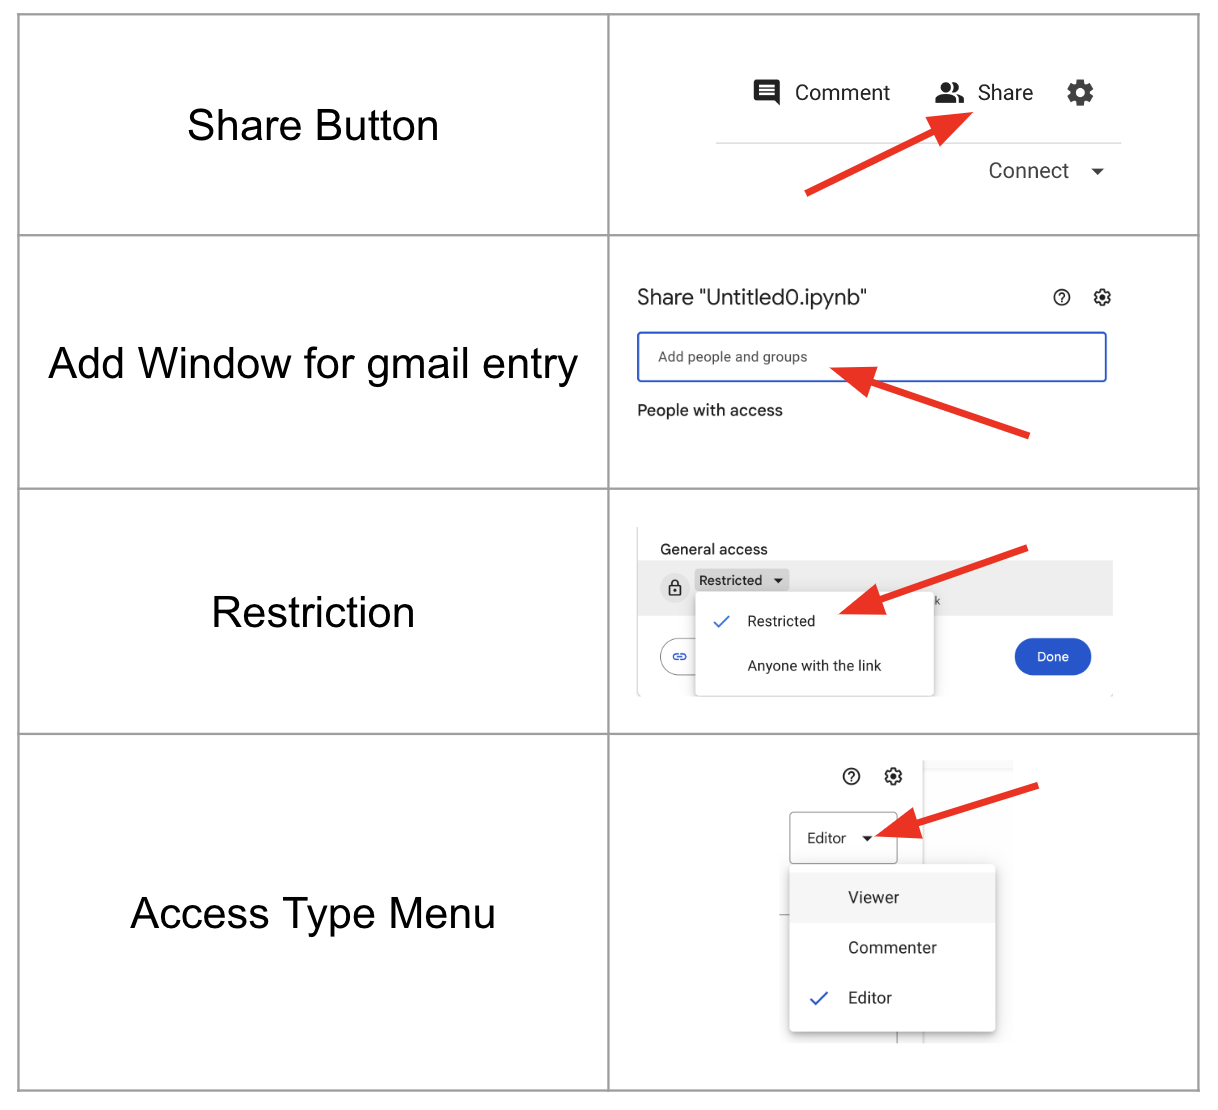 Share Button
Comment Share
Connect
Add Window for gmail entry
Share "Untitled0.ipynb"
Add people and groups
People with access
Restriction
General access
Restricted
k
Restricted
Anyone with the link
Done
Access Type Menu
Editor
Viewer
Commenter
Editor